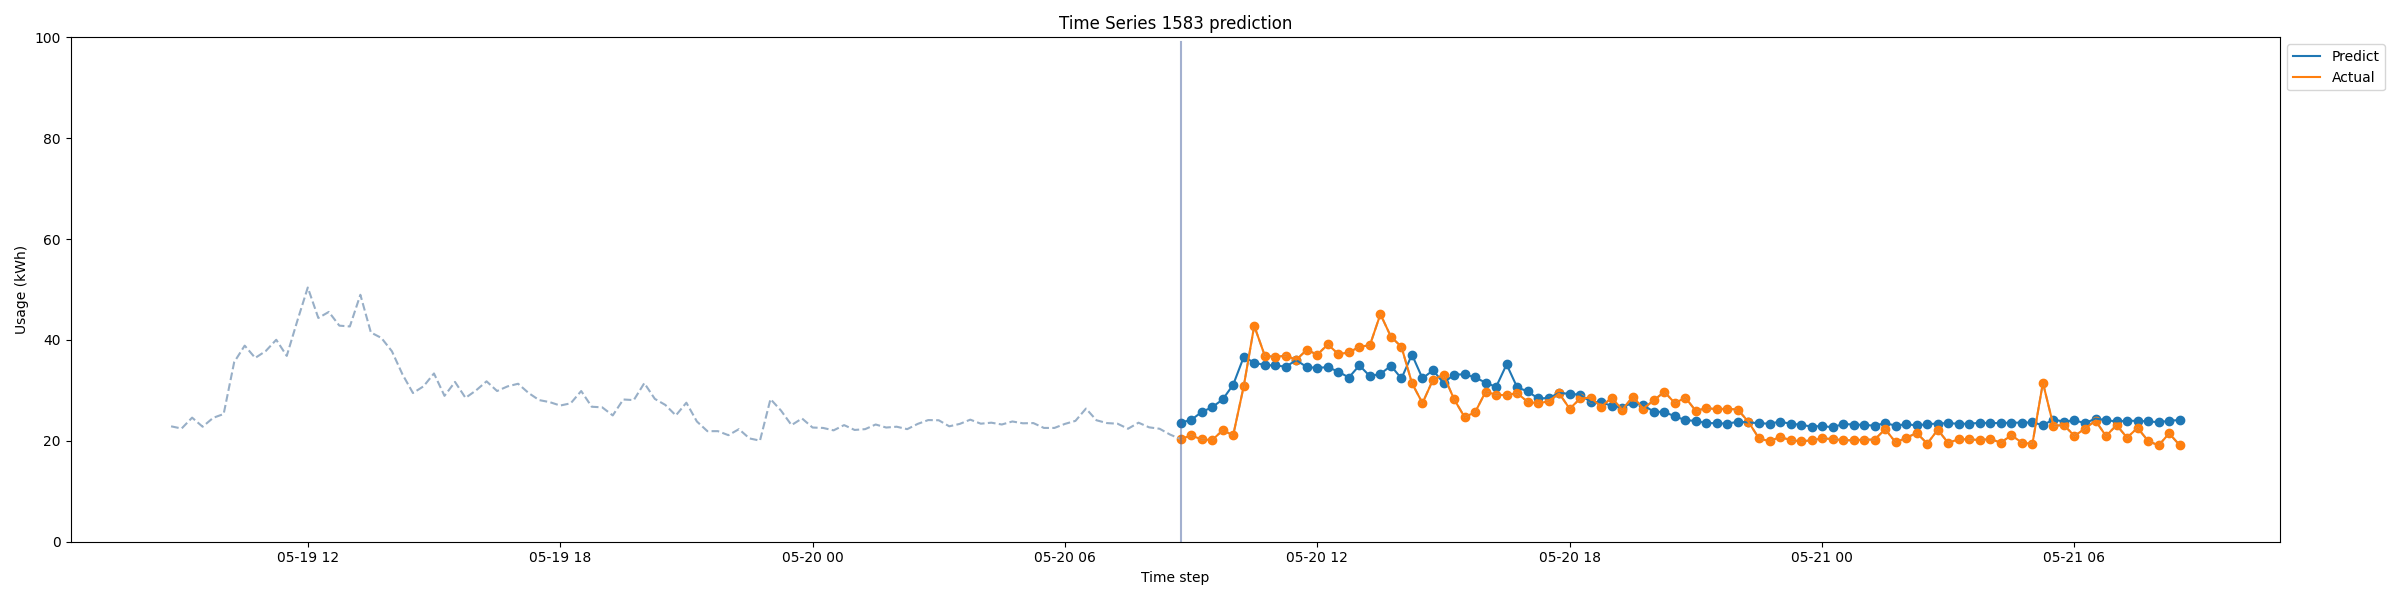 Time Series 1583 prediction
100
80
60
40
20
0
Usage (kWh)
Predict
Actual
05-19 12
05-19 18
05-20 00
05-20 06
05-20 12
05-20 18
05-21 00
05-21 06
Time step